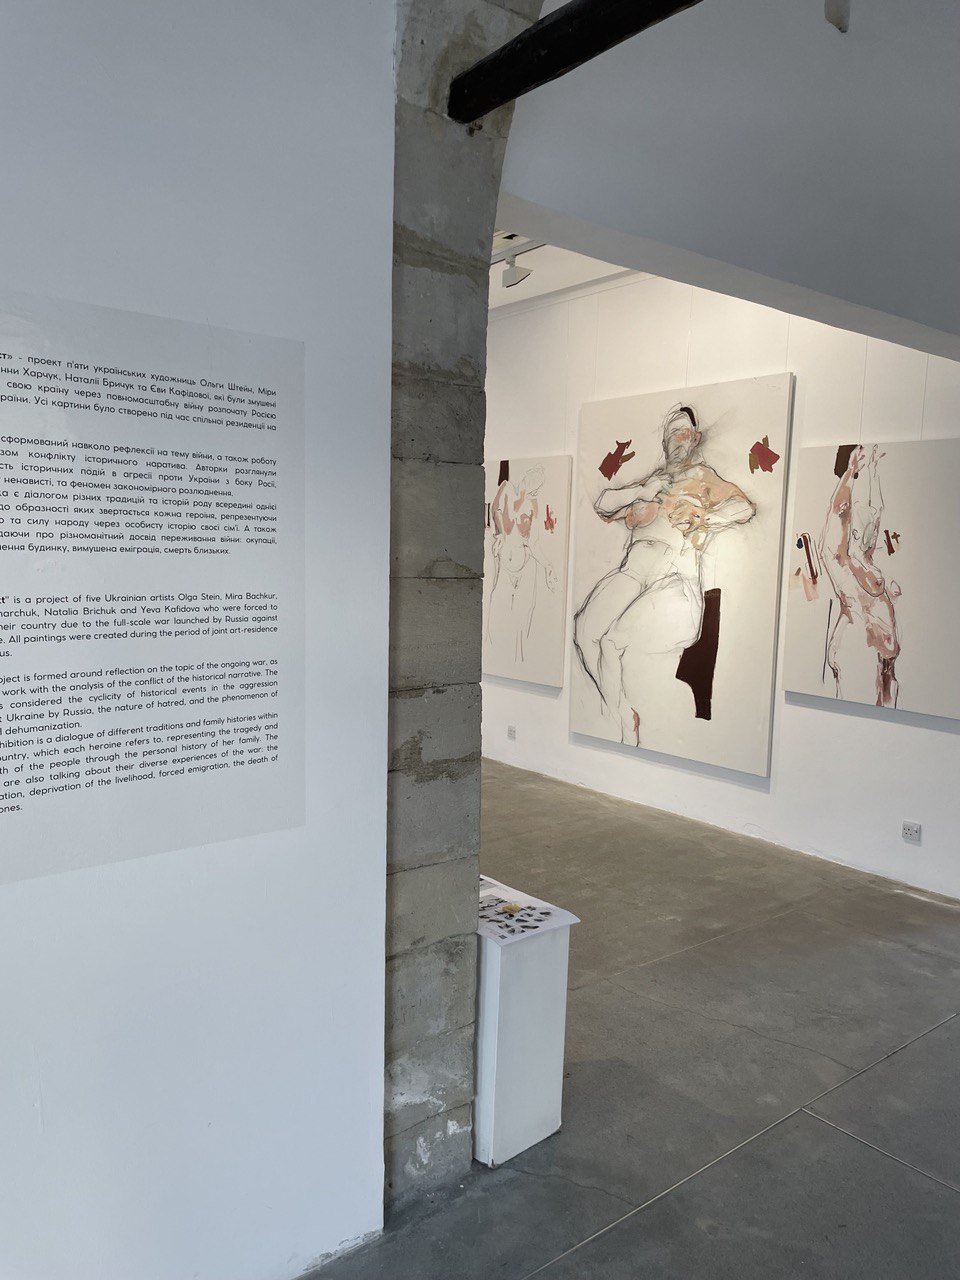 ст» - проект п'яти українських художниць Ольги Штейн, Міри
нни Харчук, Наталії Бричук та Єви Кафідової, які були змушені
свою країну через повномасштабну війну розпочату Росією
раїни. Усі картини було створено під час спільної резиденції на
сформований навколо рефлексії на тему війни, а також роботу
зом конфлікту історичного наратива. Авторки розглянули
сть історичних подій в агресії проти України з боку Росії,
ненависті, та феномен закономірного розлюднення.
ка є діалогом різних традицій та історій роду всередині однієї
до образності яких звертається кожна героїня, репрезентуючи
ю та силу народу через особисту історію своєї сім'ї. А також
даючи про різноманітний досвід переживання війни: окупації,
ення будинку, вимушена еміграція, смерть близьких.
ct" is a project of five Ukrainian artists Olga Stein, Mira Bachkur,
harchuk, Natalia Brichuk and Yeva Kafidova who were forced to
heir country due to the full-scale war launched by Russia against
e. All paintings were created during the period of joint art-residence
us.
oject is formed around reflection on the topic of the ongoing war, as
work with the analysis of the conflict of the historical narrative. The
s considered the cyclicity of historical events in the aggression
t Ukraine by Russia, the nature of hatred, and the phenomenon of
l dehumanization.
hibition is a dialogue of different traditions and family histories within
ountry, which each heroine refers to, representing the tragedy and
th of the people through the personal history of her family. The
are also talking about their diverse experiences of the war: the
ation, deprivation of the livelihood, forced emigration, the death of
ones.